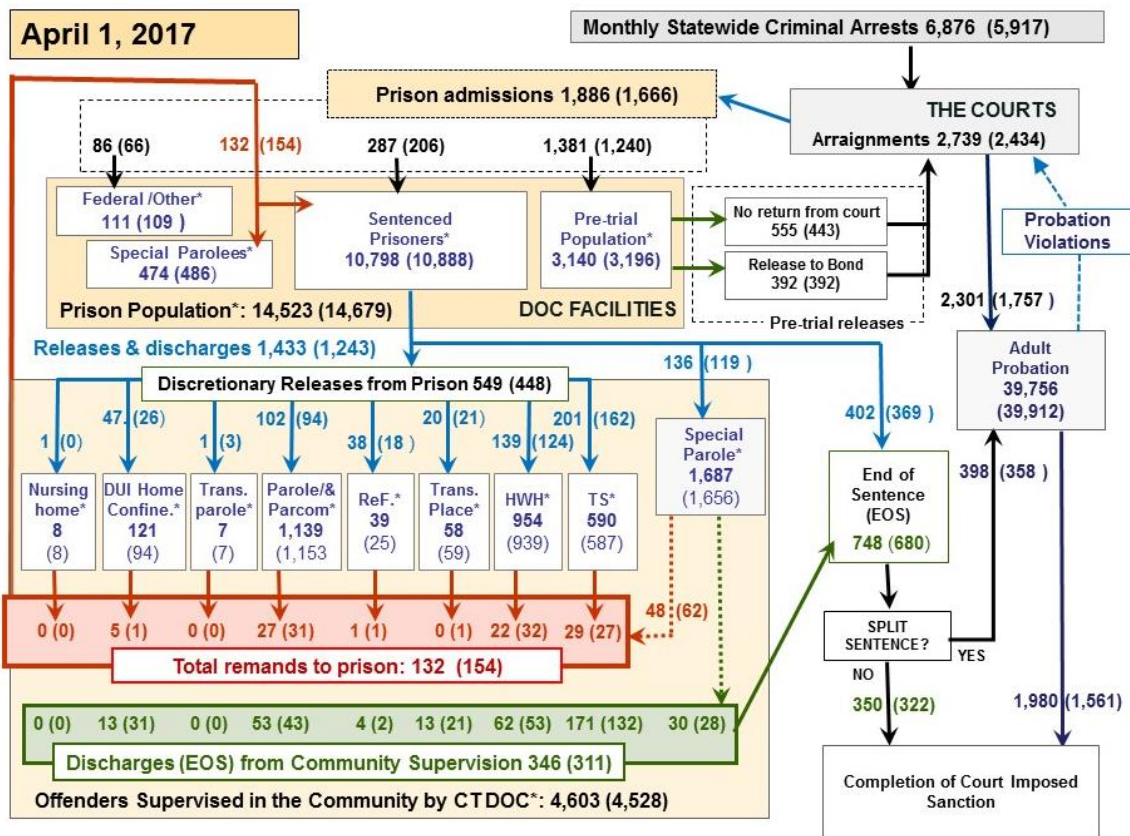 April 1, 2017
Monthly Statewide Criminal Arrests 6,876 (5,917)
Prison admissions 1,886 (1,666)
THE COURTS
Arraignments 2,739 (2,434)
86 (66)
132 (154)
287 (206)
1,381 (1,240)
Federal /Other*
111 (109 )
Special Parolees*
474 (486)
Sentenced
Prisoners*
10,798 (10,888)
Pre-trial
Population*
3,140 (3,196)
No return from court
555 (443)
Release to Bond
392 (392)
Pre-trial releases
Probation
Violations
Prison Population*: 14,523 (14,679)
DOC FACILITIES
2,301 (1,757 )
Releases & discharges 1,433 (1,243)
136 (119 )
Adult
Probation
39,756
(39,912)
Discretionary Releases from Prison 549 (448)
402 (369 )
1 (0)
47. (26)
1 (3)
102 (94)
38 (18 )
20 (21)
139 (124)
201 (162)
Special
Parole*
1,687
(1,656)
398 (358 )
Nursing
home*
8
(8)
DUI Home
Confine.*
121
(94)
Trans.
parole*
7
(7)
Parole/&
Parcom*
1,139
(1,153
ReF.*
39
(25)
Trans.
Place*
58
(59)
HWH*
954
(939)
TS*
590
(587)
End of
Sentence
(EOS)
748 (680)
48 (62)
0 (0) 5 (1) 0 (0) 27 (31) 1 (1) 0 (1) 22 (32) 29 (27)
Total remands to prison: 132 (154)
SPLIT
SENTENCE?
YES
NO
350 (322)
1,980 (1,561)
0 (0) 13 (31) 0 (0) 53 (43) 4 (2) 13 (21) 62 (53) 171 (132) 30 (28)
Discharges (EOS) from Community Supervision 346 (311)
Completion of Court Imposed
Sanction
Offenders Supervised in the Community by CTDOC*: 4,603 (4,528)